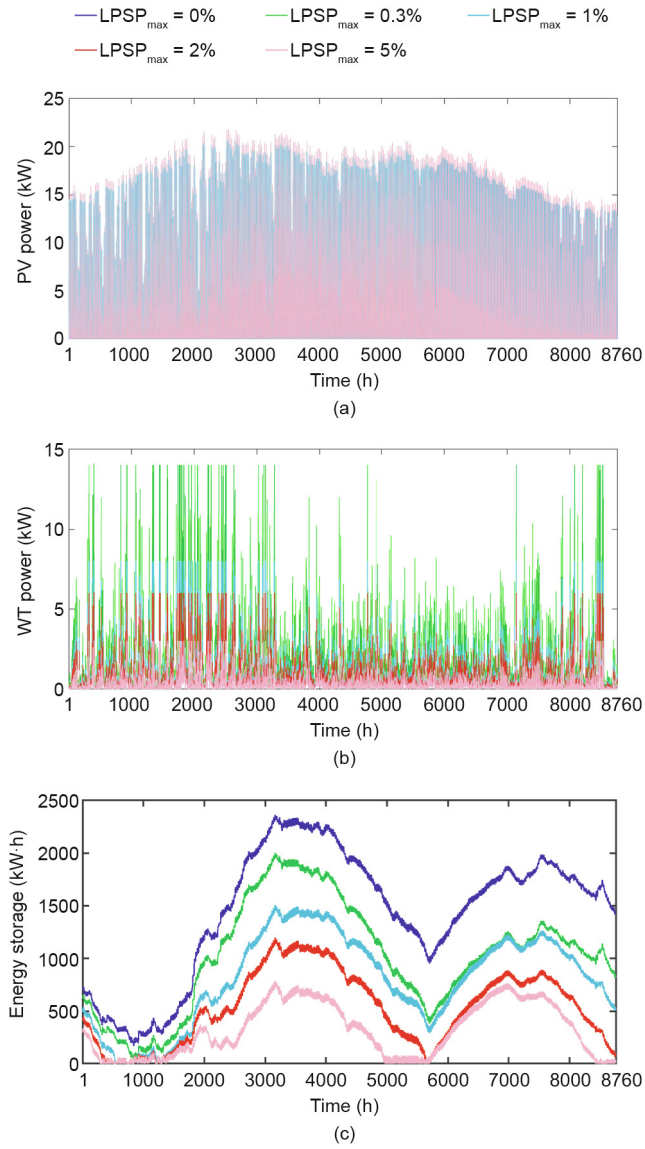 LPSPmax = 0% LPSPmax = 0.3% LPSPmax = 1%
LPSPmax = 2% LPSPmax = 5%
25
20
15
10
5
0
PV power (kW)
1 1000 2000 3000 4000 5000 6000 7000 8000 8760
Time (h)
(a)
15
10
5
0
WT power (kW)
1 1000 2000 3000 4000 5000 6000 7000 8000 8760
Time (h)
(b)
2500
2000
1500
1000
500
0
Energy storage (kW·h)
1 1000 2000 3000 4000 5000 6000 7000 8000 8760
Time (h)
(c)